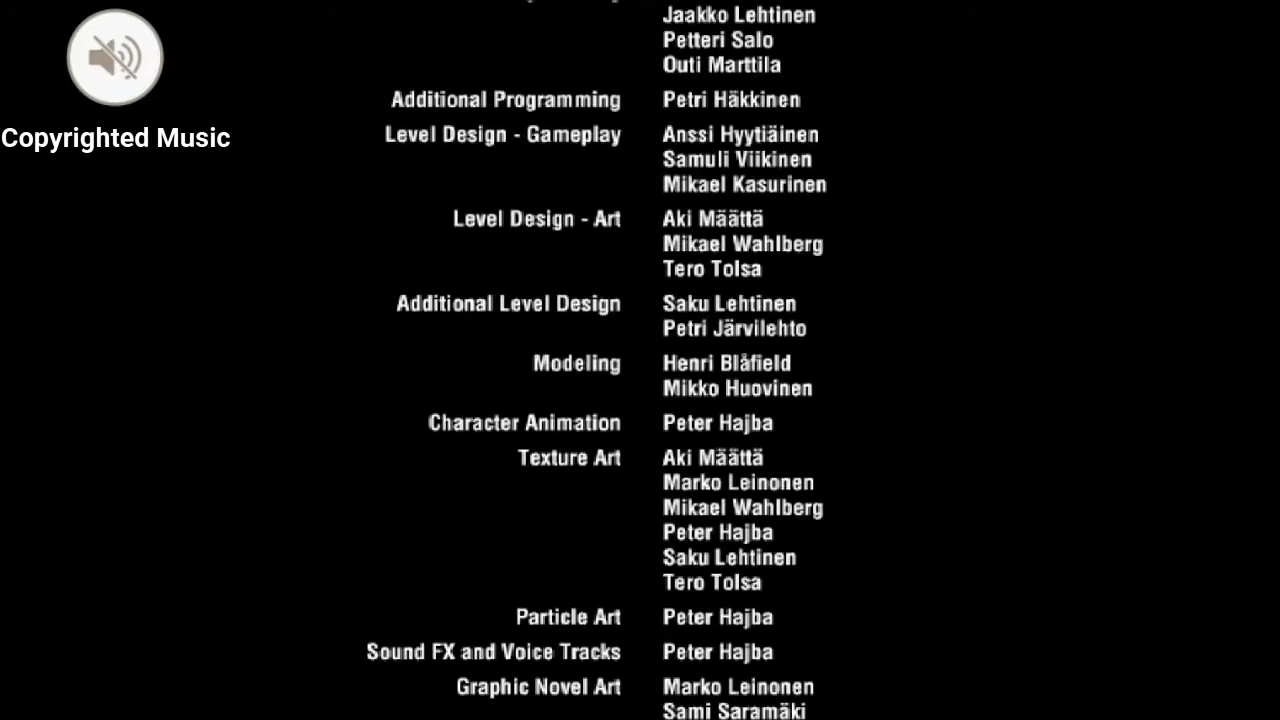 Jaakko Lehtinen
Petteri Salo
Outi Marttila
Additional Programming Petri Häkkinen
Level Design - Gameplay Anssi Hyytiäinen
Samuli Viikinen
Mikael Kasurinen
Level Design - Art Aki Määttä
Mikael Wahlberg
Tero Tolsa
Additional Level Design Saku Lehtinen
Petri Järvilehto
Modeling Henri Blåfield
Mikko Huovinen
Character Animation Peter Hajba
Texture Art Aki Määttä
Marko Leinonen
Mikael Wahlberg
Peter Hajba
Saku Lehtinen
Tero Tolsa
Particle Art Peter Hajba
Sound FX and Voice Tracks Peter Hajba
Graphic Novel Art Marko Leinonen
Sami Saramäki
Copyrighted Music